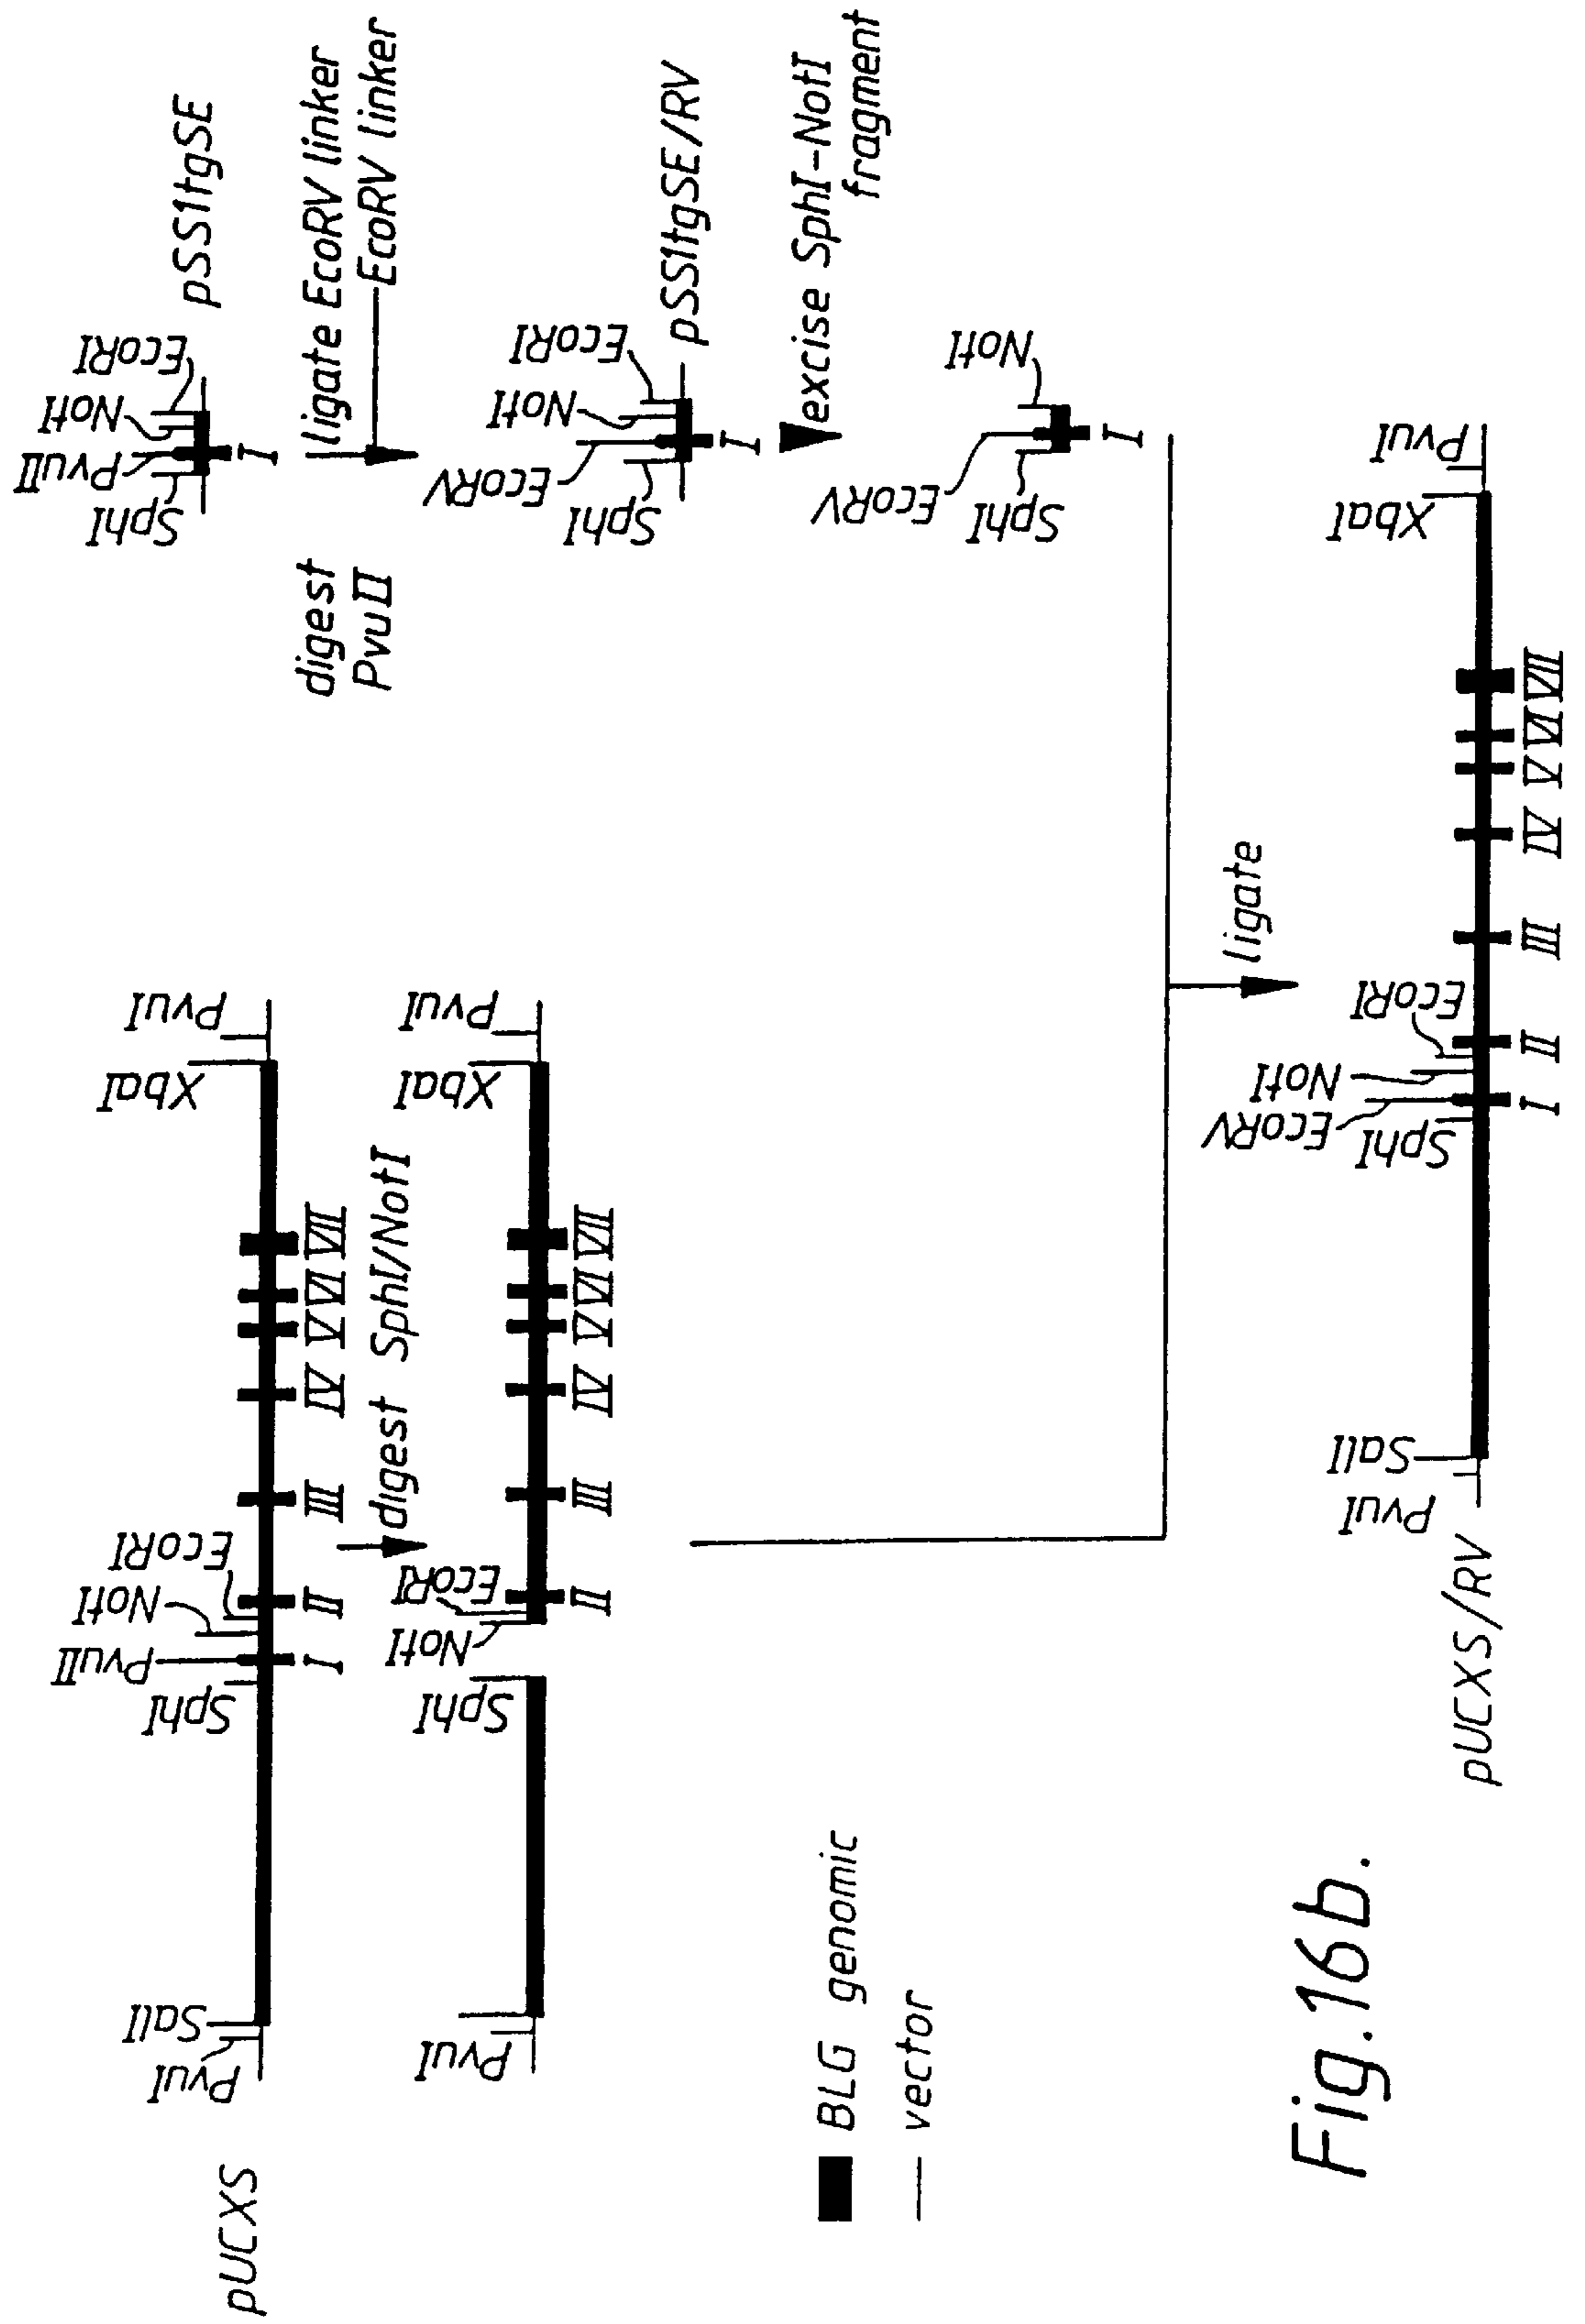 pUCXS
PvuI
SalI
SphI
PvuII
NotI
EcoRI
XbaI
PvuI
I
II
III
IV
V
VI
VII
digest SphI/NotI
PvuI
SphI
NotI
EcoRI
XbaI
PvuI
II
III
IV
V
VI
VII
SphI
PvuII
NotI
EcoRI
pSS1tgSE
I
digest
PvuII
ligate EcoRV linker
EcoRV linker
SphI
EcoRV
NotI
EcoRI
pSS1tgSE/RV
I
excise SphI-NotI
fragment
SphI
EcoRV
NotI
I
BLG genomic
vector
ligate
pUCXS/RV
PvuI
SalI
SphI
EcoRV
NotI
EcoRI
XbaI
PvuI
I
II
III
IV
V
VI
VII
Fig.16b.